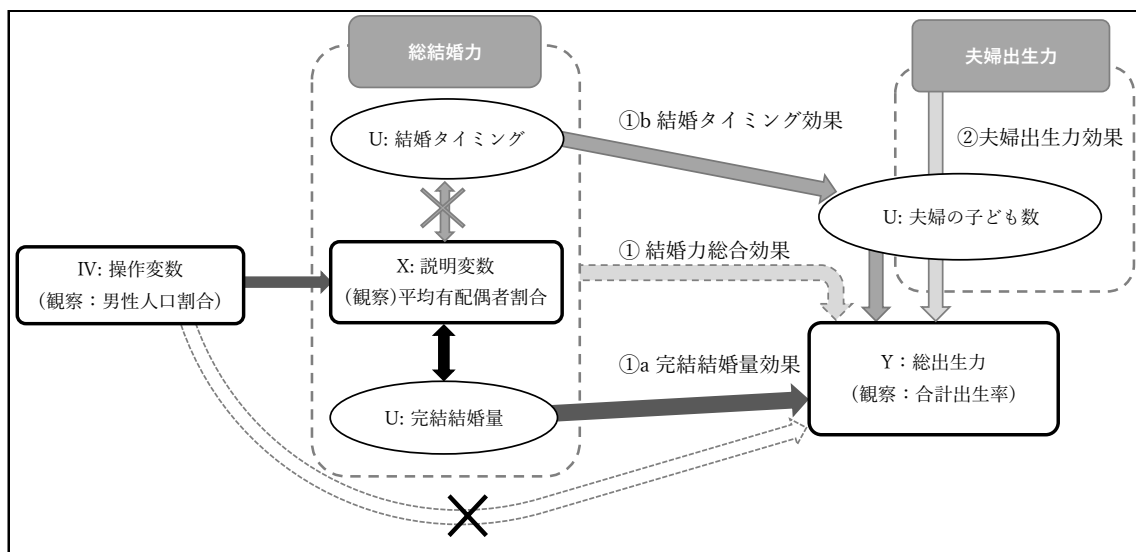 総結婚力
夫婦出生力
U: 結婚タイミング
①b 結婚タイミング効果
②夫婦出生力効果
U: 夫婦の子ども数
IV: 操作変数
(観察：男性人口割合)
X: 説明変数
(観察)平均有配偶者割合
① 結婚力総合効果
①a 完結結婚量効果
U: 完結結婚量
Y：総出生力
(観察：合計出生率)